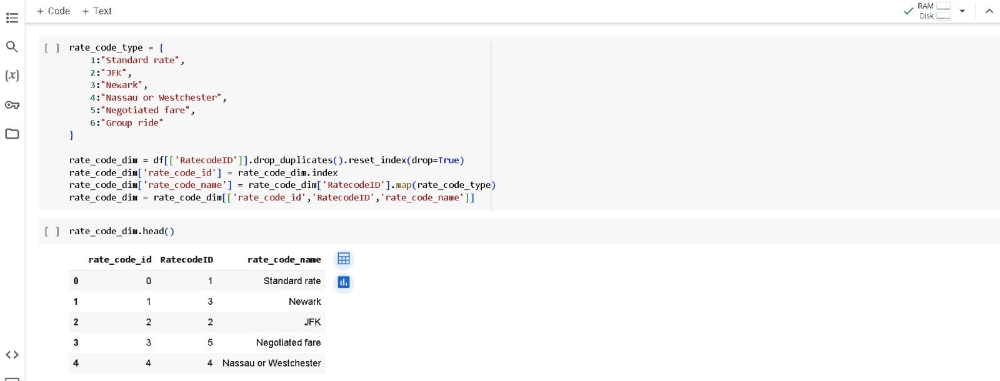 + Code + Text
RAM
Disk
{x}
[ ] rate_code_type = {
1:"Standard rate",
2:"JFK",
3:"Newark",
4:"Nassau or Westchester",
5:"Negotiated fare",
6:"Group ride"
}
rate_code_dim = df[['RatecodeID']].drop_duplicates().reset_index(drop=True)
rate_code_dim['rate_code_id'] = rate_code_dim.index
rate_code_dim['rate_code_name'] = rate_code_dim['RatecodeID'].map(rate_code_type)
rate_code_dim = rate_code_dim[['rate_code_id','RatecodeID','rate_code_name']]
[ ] rate_code_dim.head()
rate_code_id RatecodeID rate_code_name
0 0 1 Standard rate
1 1 3 Newark
2 2 2 JFK
3 3 5 Negotiated fare
4 4 4 Nassau or Westchester